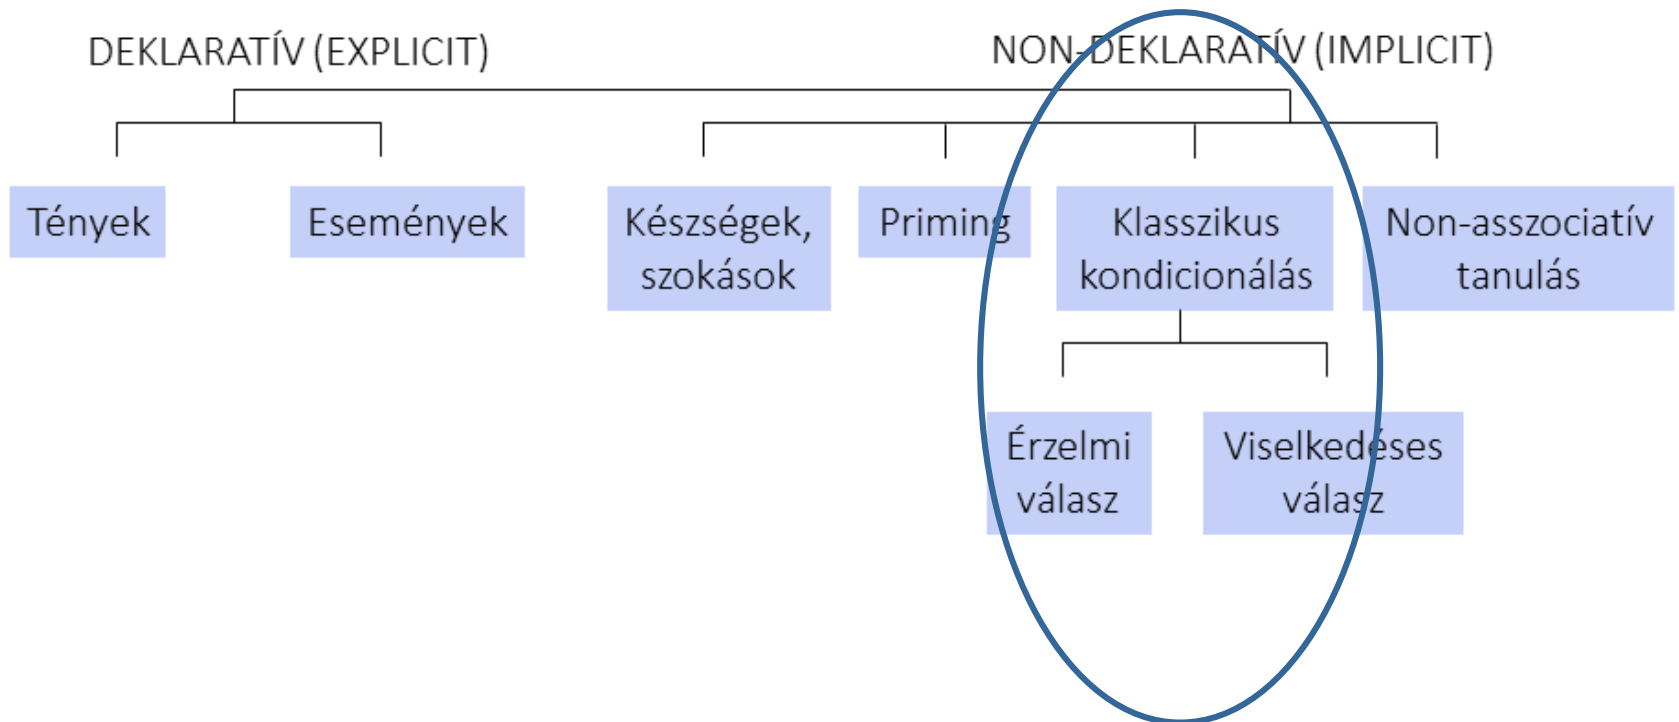 DEKLARATÍV (EXPLICIT)
NON-DEKLARATÍV (IMPLICIT)
Tények
Események
Készségek,
szokások
Priming
Klasszikus
kondicionálás
Non-asszociatív
tanulás
Érzelmi
válasz
Viselkedéses
válasz